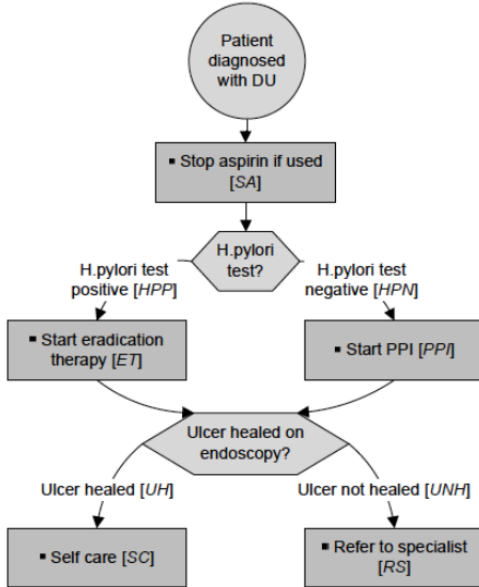 Patient
diagnosed
with DU
▪ Stop aspirin if used
[SA]
H.pylori
test?
H.pylori test
positive [HPP]
H.pylori test
negative [HPN]
▪ Start eradication
therapy [ET]
▪ Start PPI [PPI]
Ulcer healed on
endoscopy?
Ulcer healed [UH]
Ulcer not healed [UNH]
▪ Self care [SC]
▪ Refer to specialist
[RS]